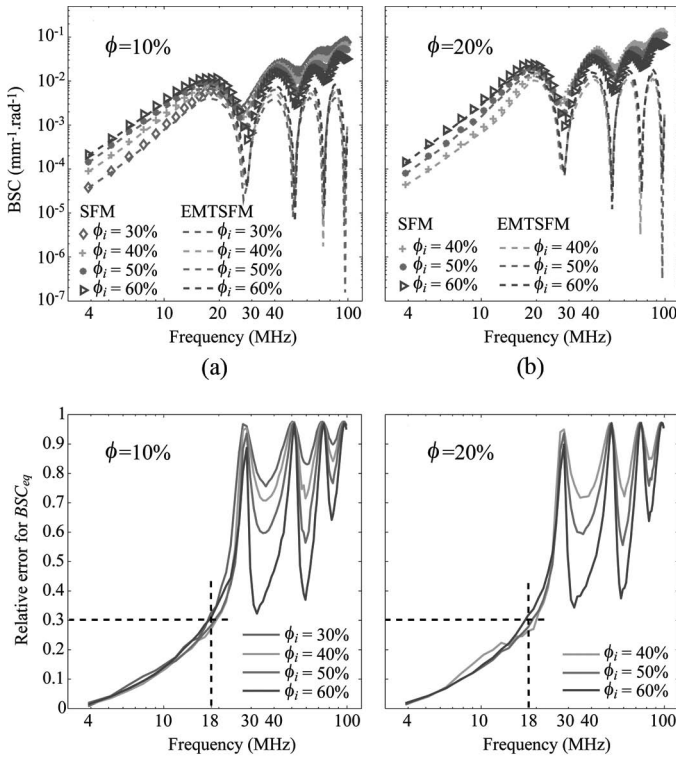 ϕ=10%
BSC (mm⁻¹.rad⁻¹)
10⁻¹
10⁻²
10⁻³
10⁻⁴
10⁻⁵
10⁻⁶
10⁻⁷
SFM EMTSFM
ϕi = 30% ϕi = 30%
ϕi = 40% ϕi = 40%
ϕi = 50% ϕi = 50%
ϕi = 60% ϕi = 60%
4 10 20 30 40 100
Frequency (MHz)
(a)
ϕ=20%
SFM EMTSFM
ϕi = 40% ϕi = 40%
ϕi = 50% ϕi = 50%
ϕi = 60% ϕi = 60%
4 10 20 30 40 100
Frequency (MHz)
(b)
ϕ=10%
Relative error for BSCeq
1
0.9
0.8
0.7
0.6
0.5
0.4
0.3
0.2
0.1
0
ϕi = 30%
ϕi = 40%
ϕi = 50%
ϕi = 60%
4 10 18 30 40 100
Frequency (MHz)
ϕ=20%
ϕi = 40%
ϕi = 50%
ϕi = 60%
4 10 18 30 40 100
Frequency (MHz)